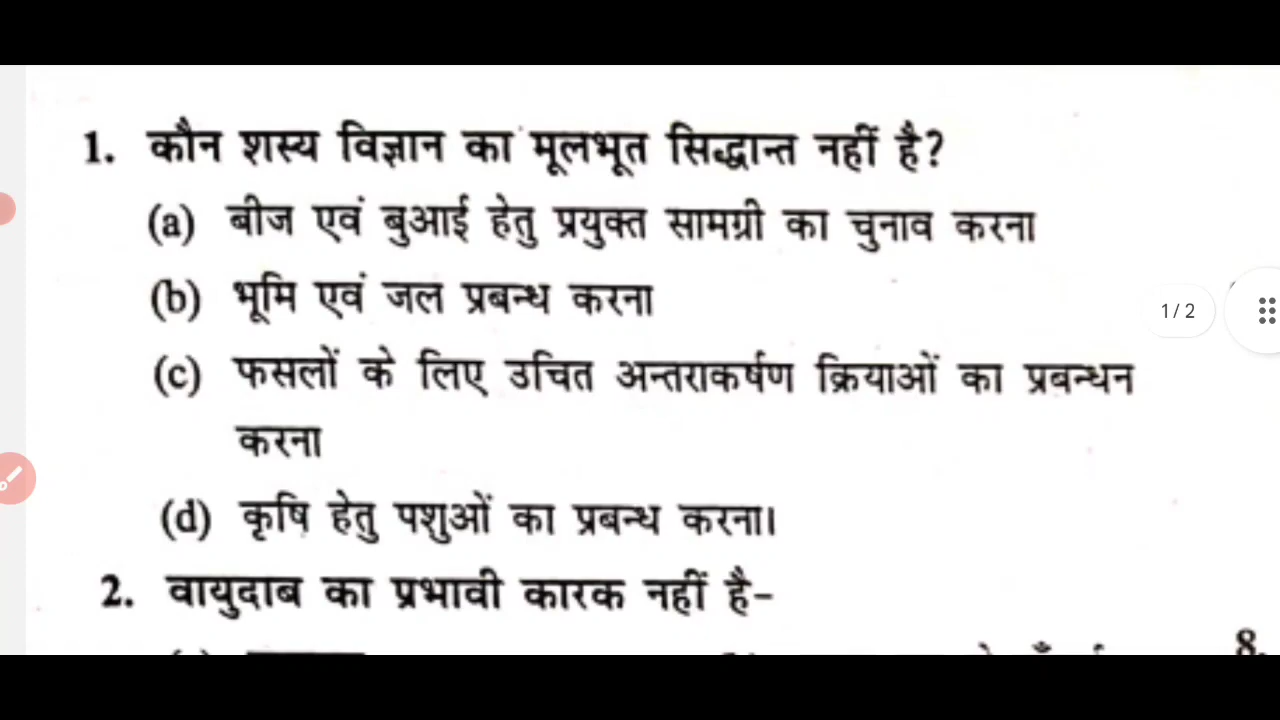 1. कौन शस्य विज्ञान का मूलभूत सिद्धान्त नहीं है?
(a) बीज एवं बुआई हेतु प्रयुक्त सामग्री का चुनाव करना
(b) भूमि एवं जल प्रबन्ध करना
1/2
(c) फसलों के लिए उचित अन्तराकर्षण क्रियाओं का प्रबन्धन
करना
(d) कृषि हेतु पशुओं का प्रबन्ध करना।
2. वायुदाब का प्रभावी कारक नहीं है-
8.